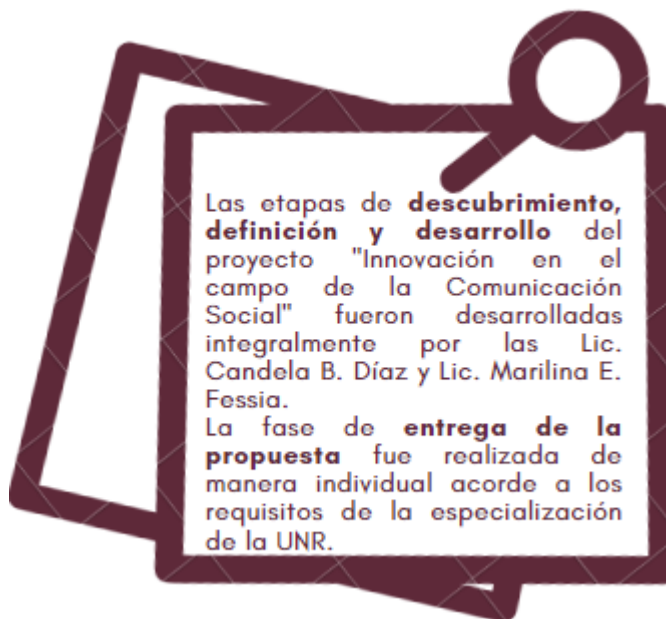 Las etapas de descubrimiento,
definición y desarrollo del
proyecto "Innovación en el
campo de la Comunicación
Social" fueron desarrolladas
integralmente por las Lic.
Candela B. Díaz y Lic. Marilina E.
Fessia.
La fase de entrega de la
propuesta fue realizada de
manera individual acorde a los
requisitos de la especialización
de la UNR.